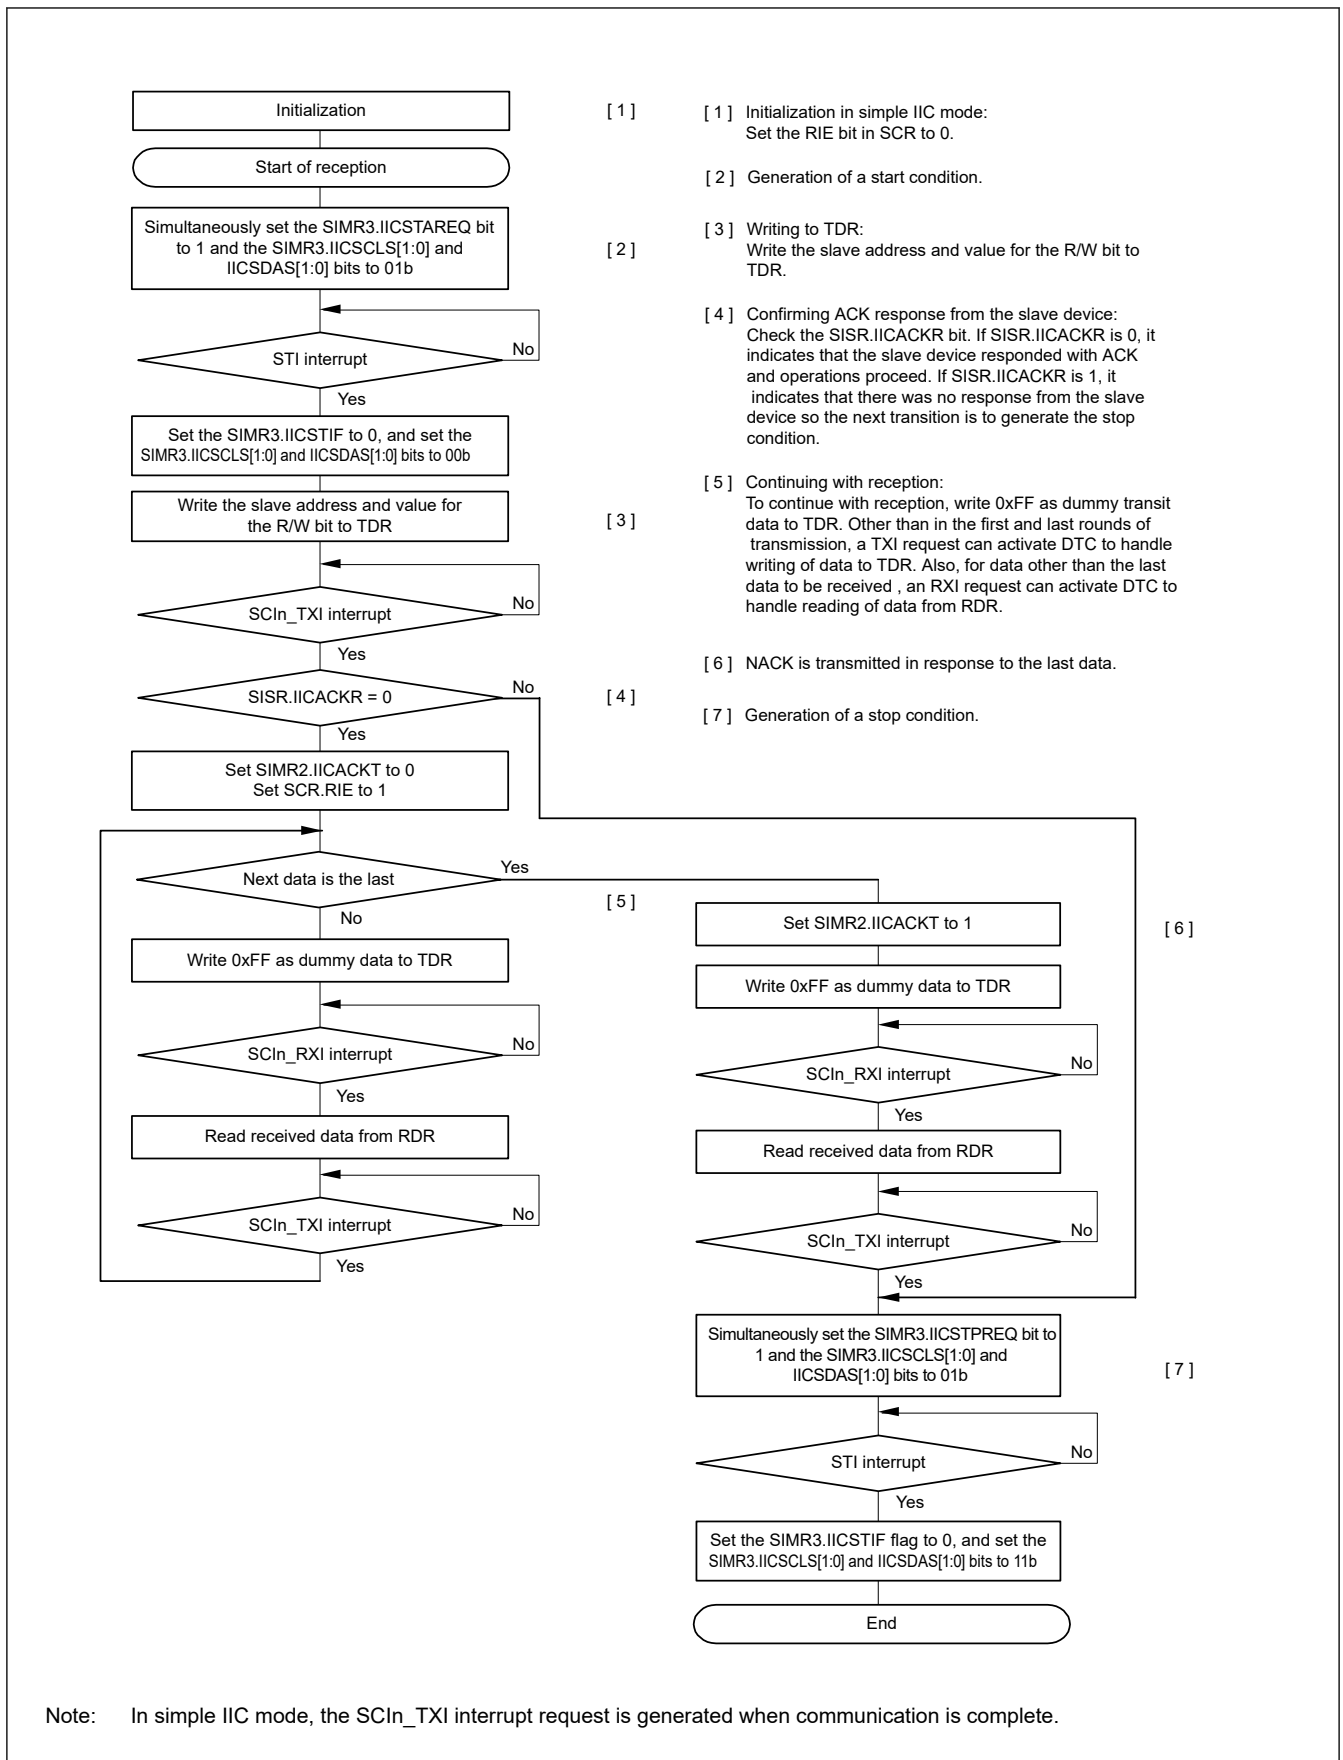 Initialization
[ 1 ]
Start of reception
Simultaneously set the SIMR3.IICSTAREQ bit
to 1 and the SIMR3.IICSCLS[1:0] and
IICSDAS[1:0] bits to 01b
[ 2 ]
No
STI interrupt
Yes
Set the SIMR3.IICSTIF to 0, and set the
SIMR3.IICSCLS[1:0] and IICSDAS[1:0] bits to 00b
Write the slave address and value for
the R/W bit to TDR
[ 3 ]
No
SCIn_TXI interrupt
Yes
SISR.IICACKR = 0
No
[ 4 ]
Yes
Set SIMR2.IICACKT to 0
Set SCR.RIE to 1
Next data is the last
Yes
[ 5 ]
No
Write 0xFF as dummy data to TDR
No
SCIn_RXI interrupt
Yes
Read received data from RDR
No
SCIn_TXI interrupt
Yes
[ 1 ] Initialization in simple IIC mode:
Set the RIE bit in SCR to 0.
[ 2 ] Generation of a start condition.
[ 3 ] Writing to TDR:
Write the slave address and value for the R/W bit to
TDR.
[ 4 ] Confirming ACK response from the slave device:
Check the SISR.IICACKR bit. If SISR.IICACKR is 0, it
indicates that the slave device responded with ACK
and operations proceed. If SISR.IICACKR is 1, it
indicates that there was no response from the slave
device so the next transition is to generate the stop
condition.
[ 5 ] Continuing with reception:
To continue with reception, write 0xFF as dummy transit
data to TDR. Other than in the first and last rounds of
transmission, a TXI request can activate DTC to handle
writing of data to TDR. Also, for data other than the last
data to be received , an RXI request can activate DTC to
handle reading of data from RDR.
[ 6 ] NACK is transmitted in response to the last data.
[ 7 ] Generation of a stop condition.
Set SIMR2.IICACKT to 1
[ 6 ]
Write 0xFF as dummy data to TDR
No
SCIn_RXI interrupt
Yes
Read received data from RDR
No
SCIn_TXI interrupt
Yes
Simultaneously set the SIMR3.IICSTPREQ bit to
1 and the SIMR3.IICSCLS[1:0] and
IICSDAS[1:0] bits to 01b
[ 7 ]
No
STI interrupt
Yes
Set the SIMR3.IICSTIF flag to 0, and set the
SIMR3.IICSCLS[1:0] and IICSDAS[1:0] bits to 11b
End
Note: In simple IIC mode, the SCIn_TXI interrupt request is generated when communication is complete.